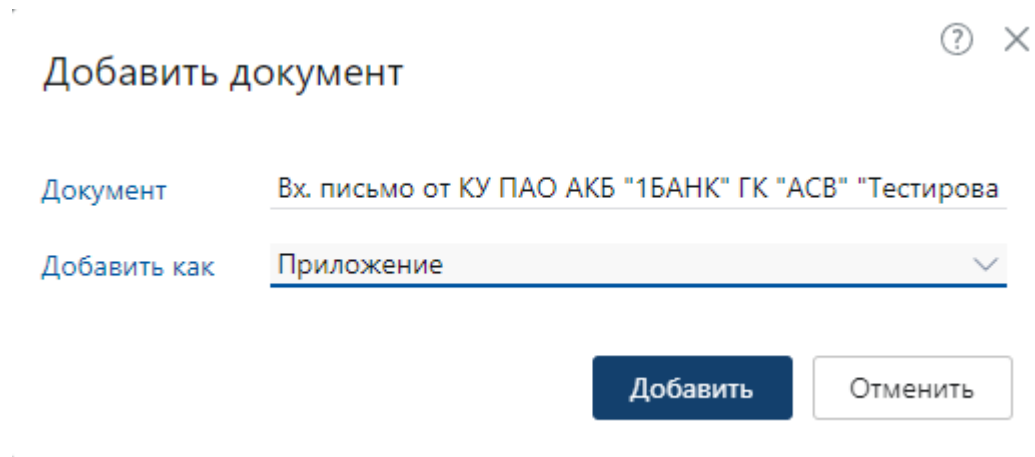 Добавить документ
Документ Вх. письмо от КУ ПАО АКБ "1БАНК" ГК "АСВ" "Тестирова
Добавить как Приложение
Добавить Отменить